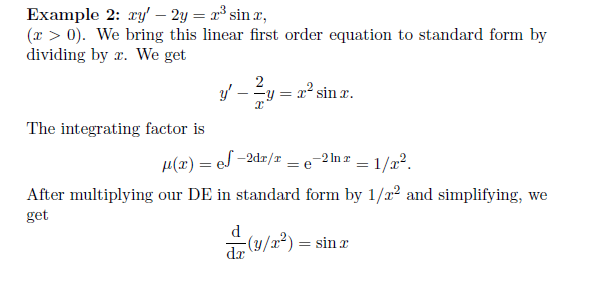 Example 2: xy′ − 2y = x³ sin x,
(x > 0). We bring this linear first order equation to standard form by
dividing by x. We get
y′ − 2/x y = x² sin x.
The integrating factor is
μ(x) = e^{∫ −2dx/x} = e^{−2 ln x} = 1/x².
After multiplying our DE in standard form by 1/x² and simplifying, we
get
d/dx (y/x²) = sin x